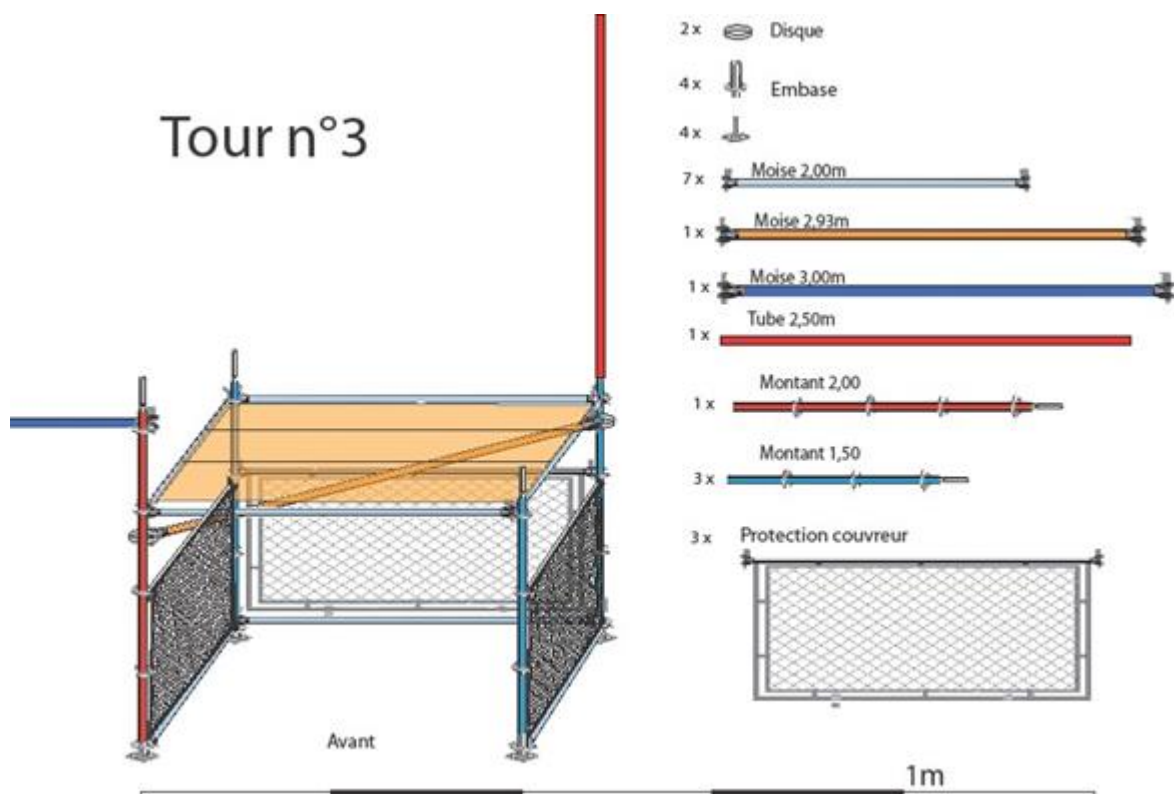 Tour n°3
2 x Disque
4 x Embase
4 x
7 x Moise 2,00m
1 x Moise 2,93m
1 x Moise 3,00m
1 x Tube 2,50m
1 x Montant 2,00
3 x Montant 1,50
3 x Protection couvreur
Avant
1m